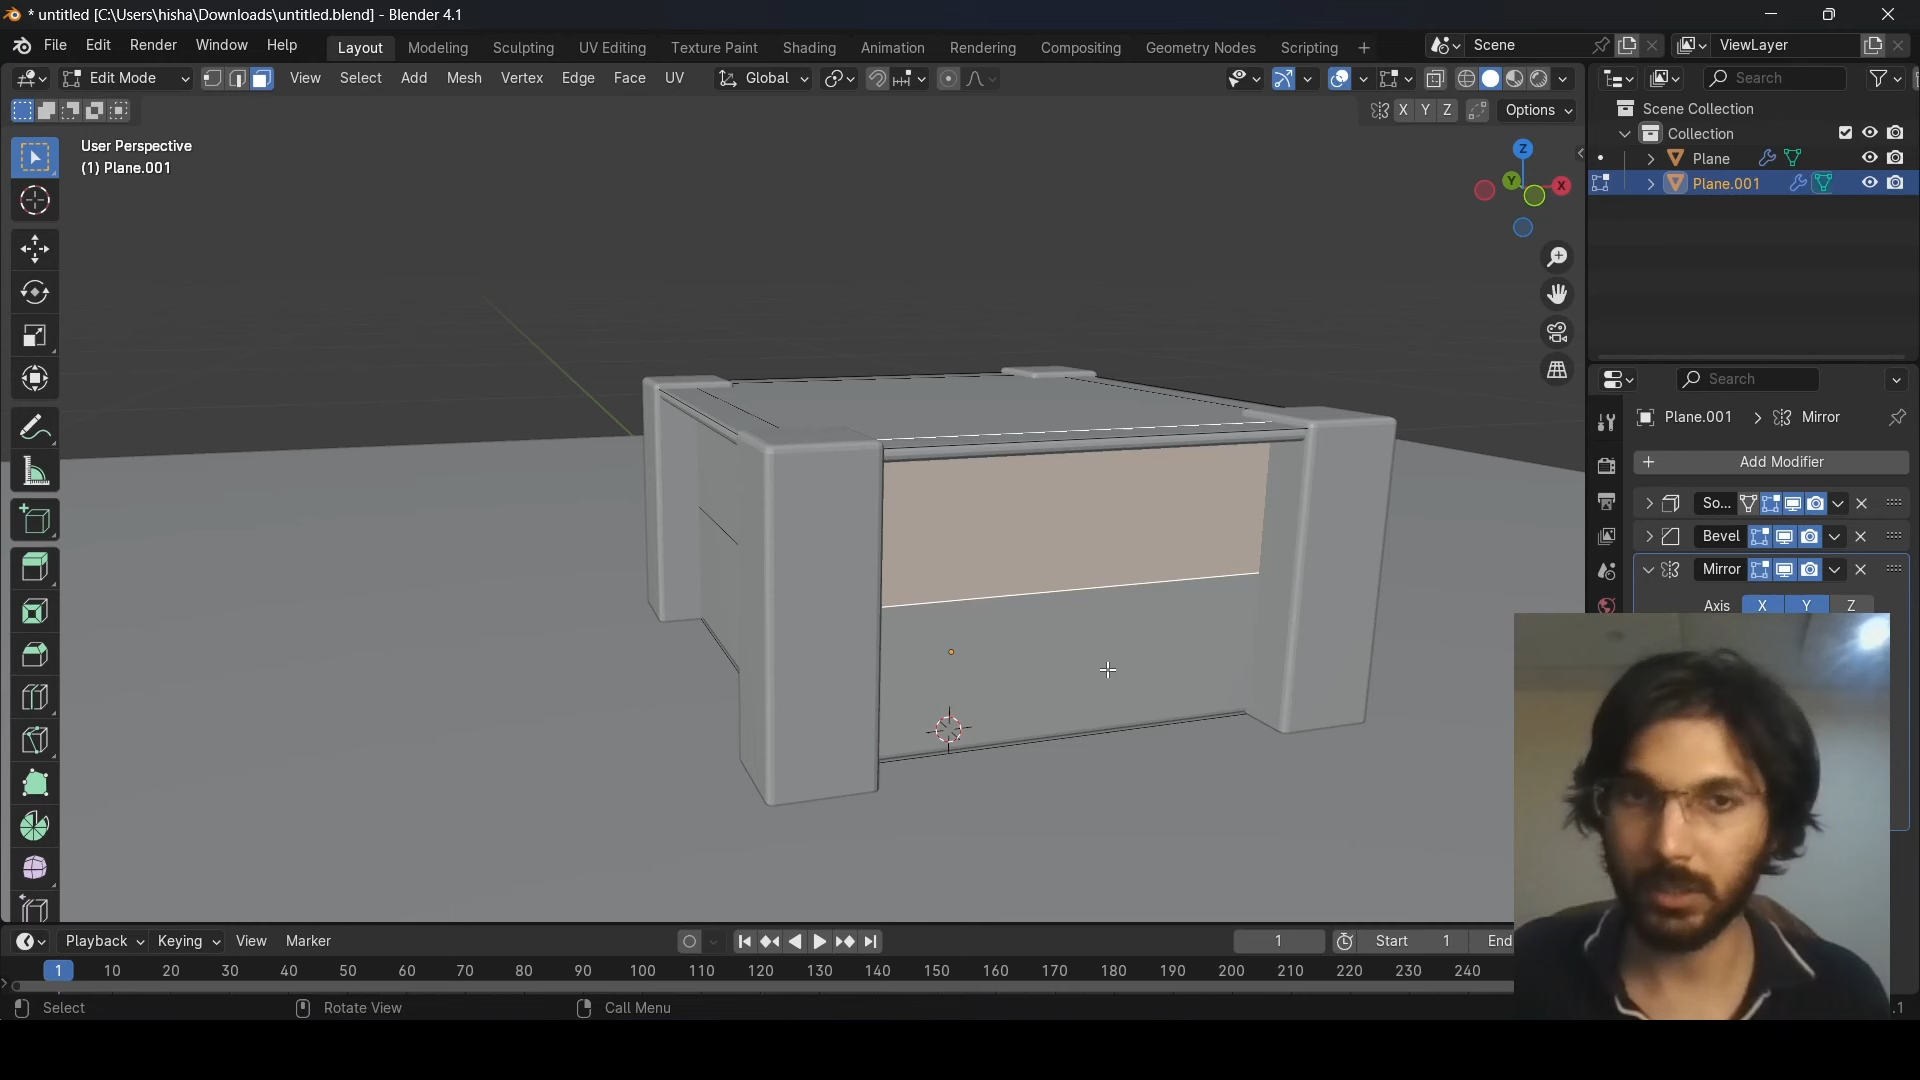 * untitled [C:\Users\hisha\Downloads\untitled.blend] - Blender 4.1
File Edit Render Window Help Layout Modeling Sculpting UV Editing Texture Paint Shading Animation Rendering Compositing Geometry Nodes Scripting + Scene ViewLayer
Edit Mode View Select Add Mesh Vertex Edge Face UV Global Search
X Y Z Options
Scene Collection
Collection
User Perspective
(1) Plane.001
Z
Y
X
Plane
Plane.001
Search
Plane.001 > Mirror
+ Add Modifier
So...
Bevel
Mirror
Axis X Y Z
Playback Keying View Marker 1 Start 1 End
1 10 20 30 40 50 60 70 80 90 100 110 120 130 140 150 160 170 180 190 200 210 220 230 240
Select Rotate View Call Menu .1